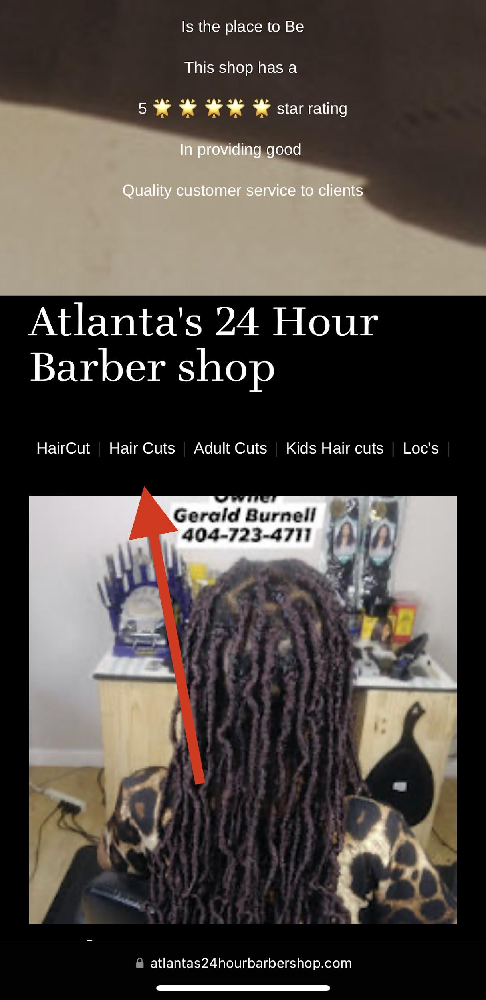 Is the place to Be
This shop has a
5 🌟 🌟 🌟🌟 🌟 star rating
In providing good
Quality customer service to clients
Atlanta's 24 Hour
Barber shop
HairCut | Hair Cuts | Adult Cuts | Kids Hair cuts | Loc's |
Owner
Gerald Burnell
404-723-4711
atlantas24hourbarbershop.com